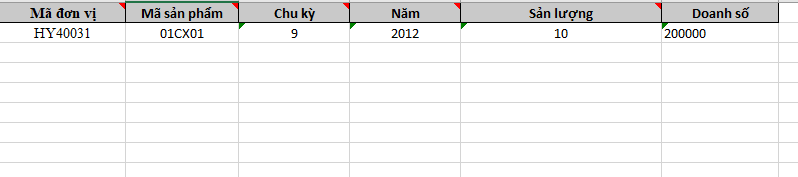 Mã đơn vị Mã sản phẩm Chu kỳ Năm Sản lượng Doanh số
HY40031 01CX01 9 2012 10 200000